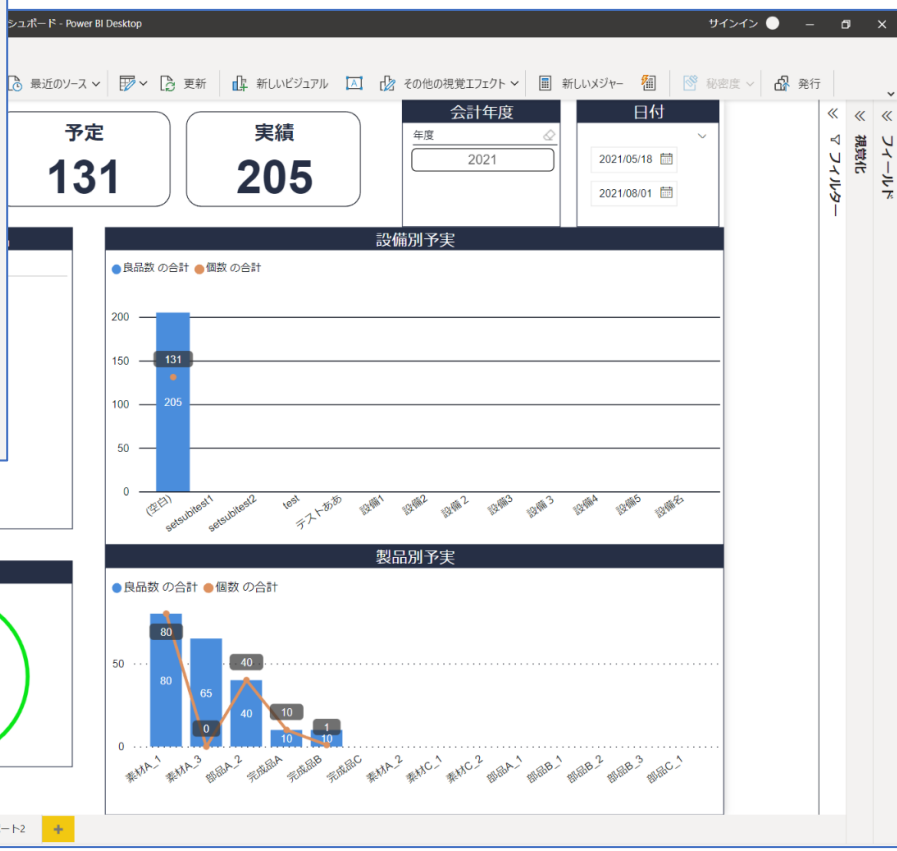 シュボード - Power BI Desktop
サインイン
最近のソース
更新
新しいビジュアル
A
その他の視覚エフェクト
新しいメジャー
秘密度
発行
予定
131
実績
205
会計年度
年度
2021
日付
2021/05/18
2021/08/01
フィルター
視覚化
フィールド
設備別予実
良品数 の合計 個数 の合計
200
150
100
50
0
131
205
(空白) setsubitest1 setsubitest2 test テストああ 設備1 設備2 設備２ 設備3 設備３ 設備4 設備5 設備名
製品別予実
良品数 の合計 個数 の合計
50
0
80
80
65
0
40
40
10
10
1
10
素材A_1 素材A_3 部品A_2 完成品A 完成品B 完成品C 素材A_2 素材C_1 素材C_2 部品A_1 部品B_1 部品B_2 部品B_3 部品C_1
ート2
+